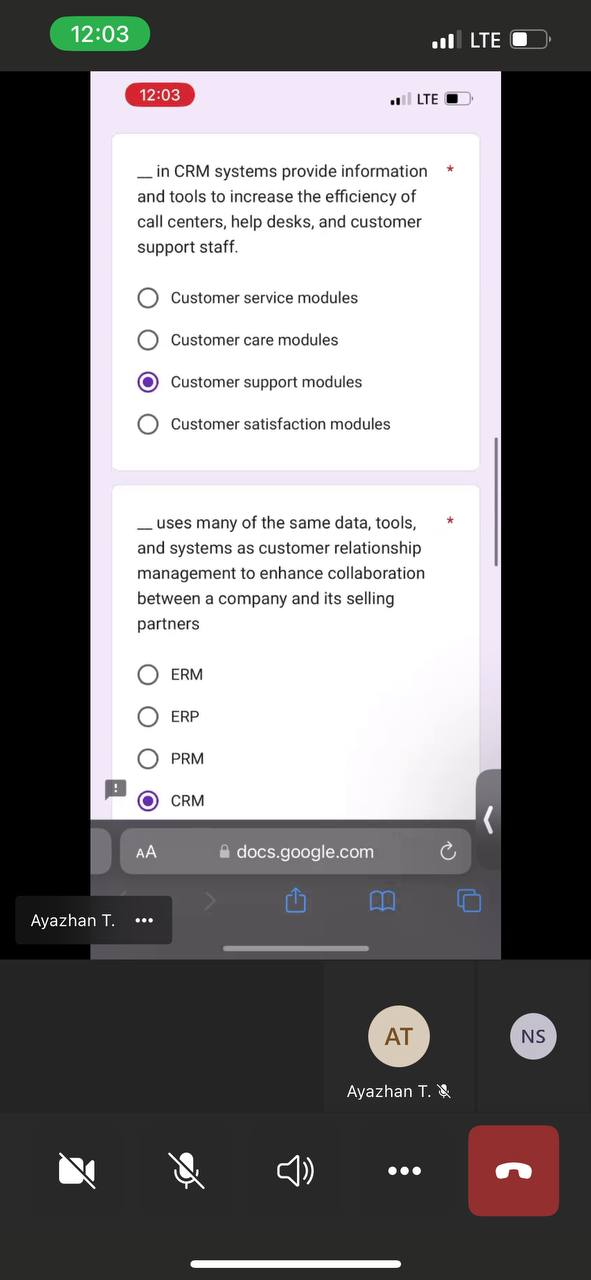 12:03
LTE
12:03
LTE
__ in CRM systems provide information *
and tools to increase the efficiency of
call centers, help desks, and customer
support staff.
Customer service modules
Customer care modules
Customer support modules
Customer satisfaction modules
__ uses many of the same data, tools, *
and systems as customer relationship
management to enhance collaboration
between a company and its selling
partners
ERM
ERP
PRM
CRM
AA docs.google.com
Ayazhan T.
AT
NS
Ayazhan T.